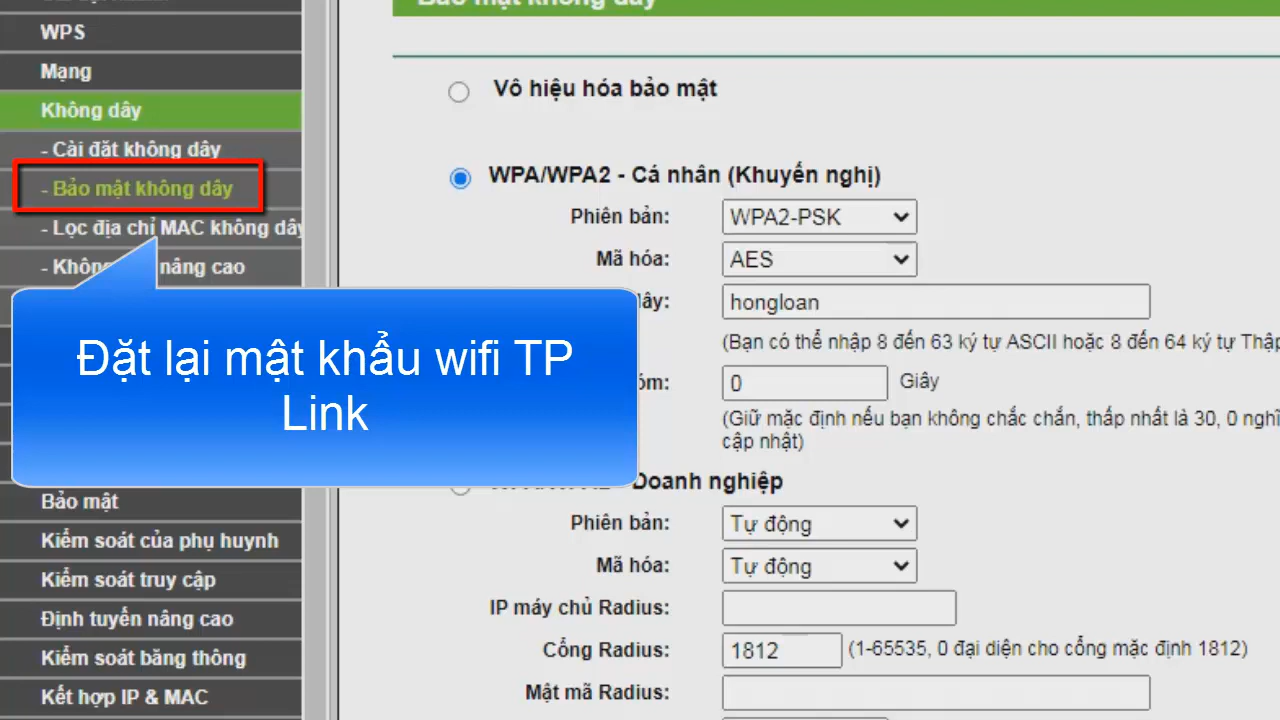 WPS
Mạng
Không dây
- Cài đặt không dây
- Bảo mật không dây
- Lọc địa chỉ MAC không dây
nâng cao
Đặt lại mật khẩu wifi TP
Link
Bảo mật
Kiểm soát của phụ huynh
Kiểm soát truy cập
Định tuyến nâng cao
Kiểm soát băng thông
Kết hợp IP & MAC
Bảo mật không dây
Vô hiệu hóa bảo mật
WPA/WPA2 - Cá nhân (Khuyến nghị)
Phiên bản: WPA2-PSK
Mã hóa: AES
hongloan
(Bạn có thể nhập 8 đến 63 ký tự ASCII hoặc 8 đến 64 ký tự Thập
0 Giây
(Giữ mặc định nếu bạn không chắc chắn, thấp nhất là 30, 0 nghĩ
cập nhật)
Doanh nghiệp
Phiên bản: Tự động
Mã hóa: Tự động
IP máy chủ Radius:
Cổng Radius: 1812 (1-65535, 0 đại diện cho cổng mặc định 1812)
Mật mã Radius: